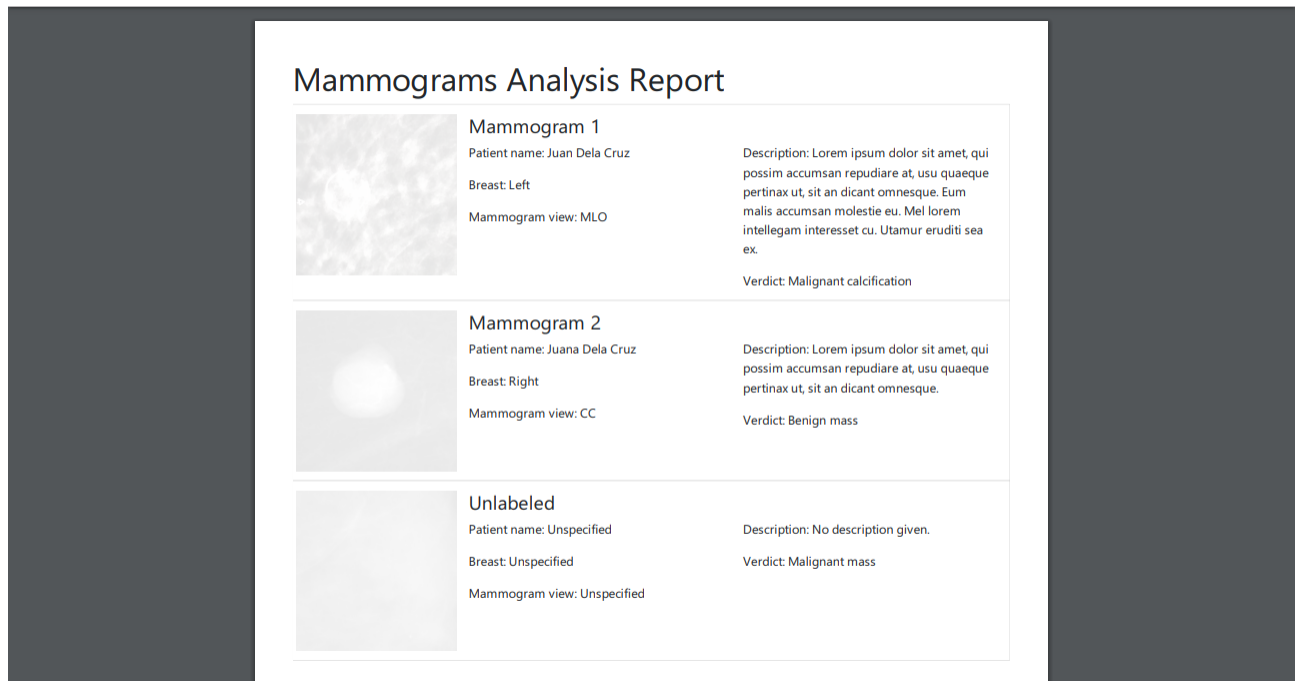 Mammograms Analysis Report
Mammogram 1
Patient name: Juan Dela Cruz
Breast: Left
Mammogram view: MLO
Description: Lorem ipsum dolor sit amet, qui
possim accumsan repudiare at, usu quaeque
pertinax ut, sit an dicant omnesque. Eum
malis accumsan molestie eu. Mel lorem
intellegam interesset cu. Utamur eruditi sea
ex.
Verdict: Malignant calcification
Mammogram 2
Patient name: Juana Dela Cruz
Breast: Right
Mammogram view: CC
Description: Lorem ipsum dolor sit amet, qui
possim accumsan repudiare at, usu quaeque
pertinax ut, sit an dicant omnesque.
Verdict: Benign mass
Unlabeled
Patient name: Unspecified
Breast: Unspecified
Mammogram view: Unspecified
Description: No description given.
Verdict: Malignant mass